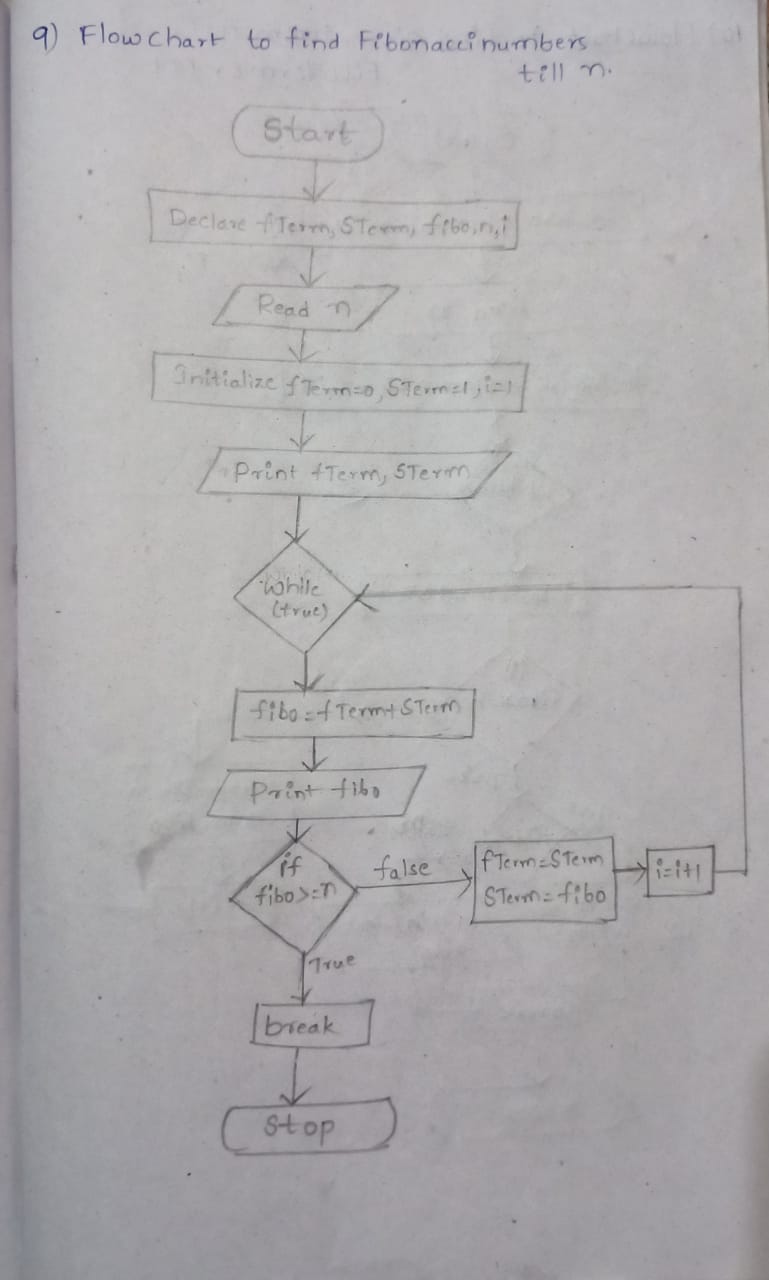 9) Flow chart to find Fibonacci numbers
till n.
Start
Declare fTerm, STerm, fibo, n, i
Read n
Initialize fTerm=0, STerm=1, i=1
Print fTerm, STerm
While
(true)
fibo=fTerm+STerm
Print fibo
if
fibo>=n
false
fTerm=STerm
STerm=fibo
i=i+1
True
break
Stop